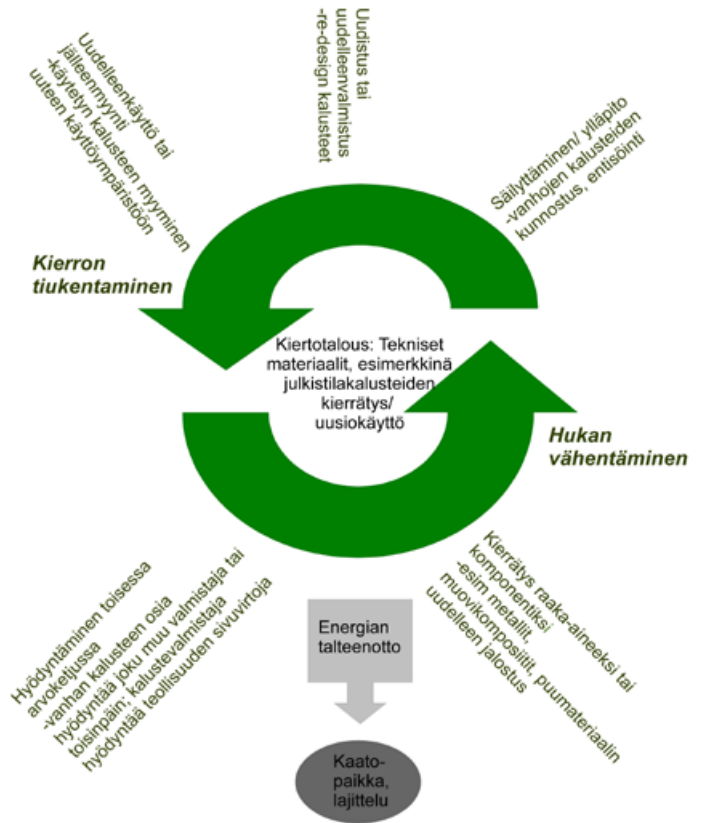 Uudelleenkäyttö tai
jälleenmyynti
-käytetyn kalusteen myyminen
uuteen käyttöympäristöön
Uudistus tai
uudelleenvalmistus
-re-design kalusteet
Säilyttäminen/ ylläpito
-vanhojen kalusteiden
kunnostus, entisöinti
Kierron
tiukentaminen
Kiertotalous: Tekniset
materiaalit, esimerkkinä
julkistilakalusteiden
kierrätys/
uusiokäyttö
Hukan
vähentäminen
Hyödyntäminen toisessa
arvoketjussa
-vanhan kalusteen osia
hyödyntää joku muu valmistaja tai
toisinpäin; kalustevalmistaja
hyödyntää teollisuuden sivuvirtoja
Energian
talteenotto
Kierrätys raaka-aineeksi tai
komponentiksi
-esim metallit,
muovikomposiitit, puumateriaalin
uudelleen jalostus
Kaato-
paikka,
lajittelu